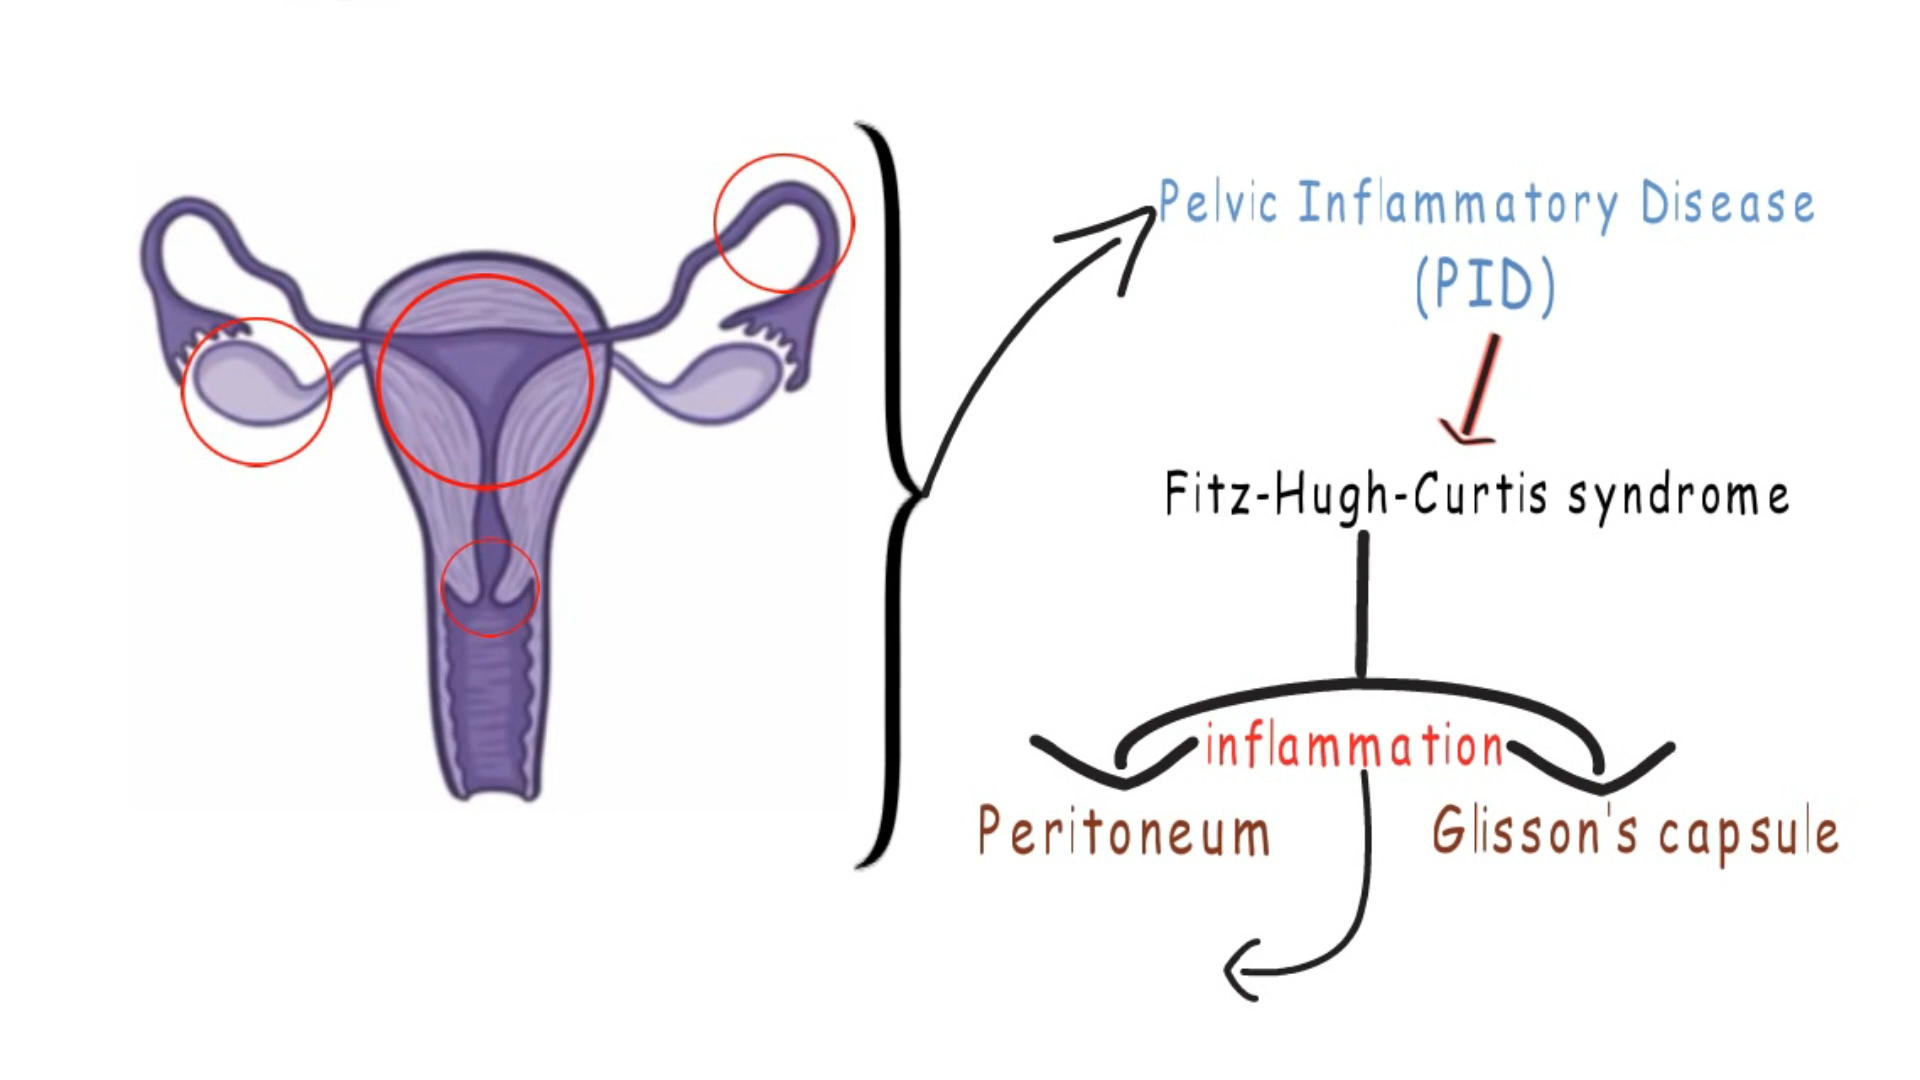 Pelvic Inflammatory Disease
(PID)
Fitz-Hugh-Curtis syndrome
inflammation
Peritoneum
Glisson's capsule